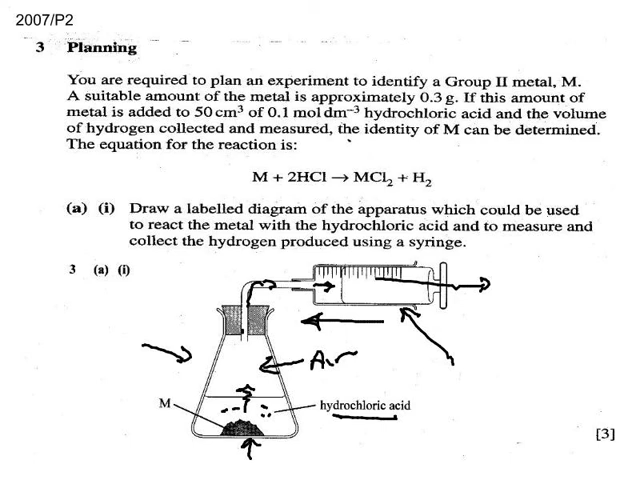 2007/P2
3 Planning
You are required to plan an experiment to identify a Group II metal, M.
A suitable amount of the metal is approximately 0.3 g. If this amount of
metal is added to 50 cm³ of 0.1 mol dm⁻³ hydrochloric acid and the volume
of hydrogen collected and measured, the identity of M can be determined.
The equation for the reaction is:
M + 2HCl → MCl₂ + H₂
(a) (i) Draw a labelled diagram of the apparatus which could be used
to react the metal with the hydrochloric acid and to measure and
collect the hydrogen produced using a syringe.
3 (a) (i)
Air
M
hydrochloric acid
[3]